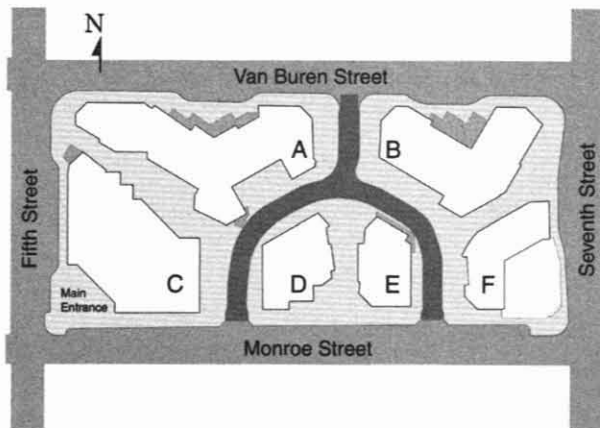 N
Van Buren Street
A
B
Fifth Street
Seventh Street
C
D
E
F
Main
Entrance
Monroe Street